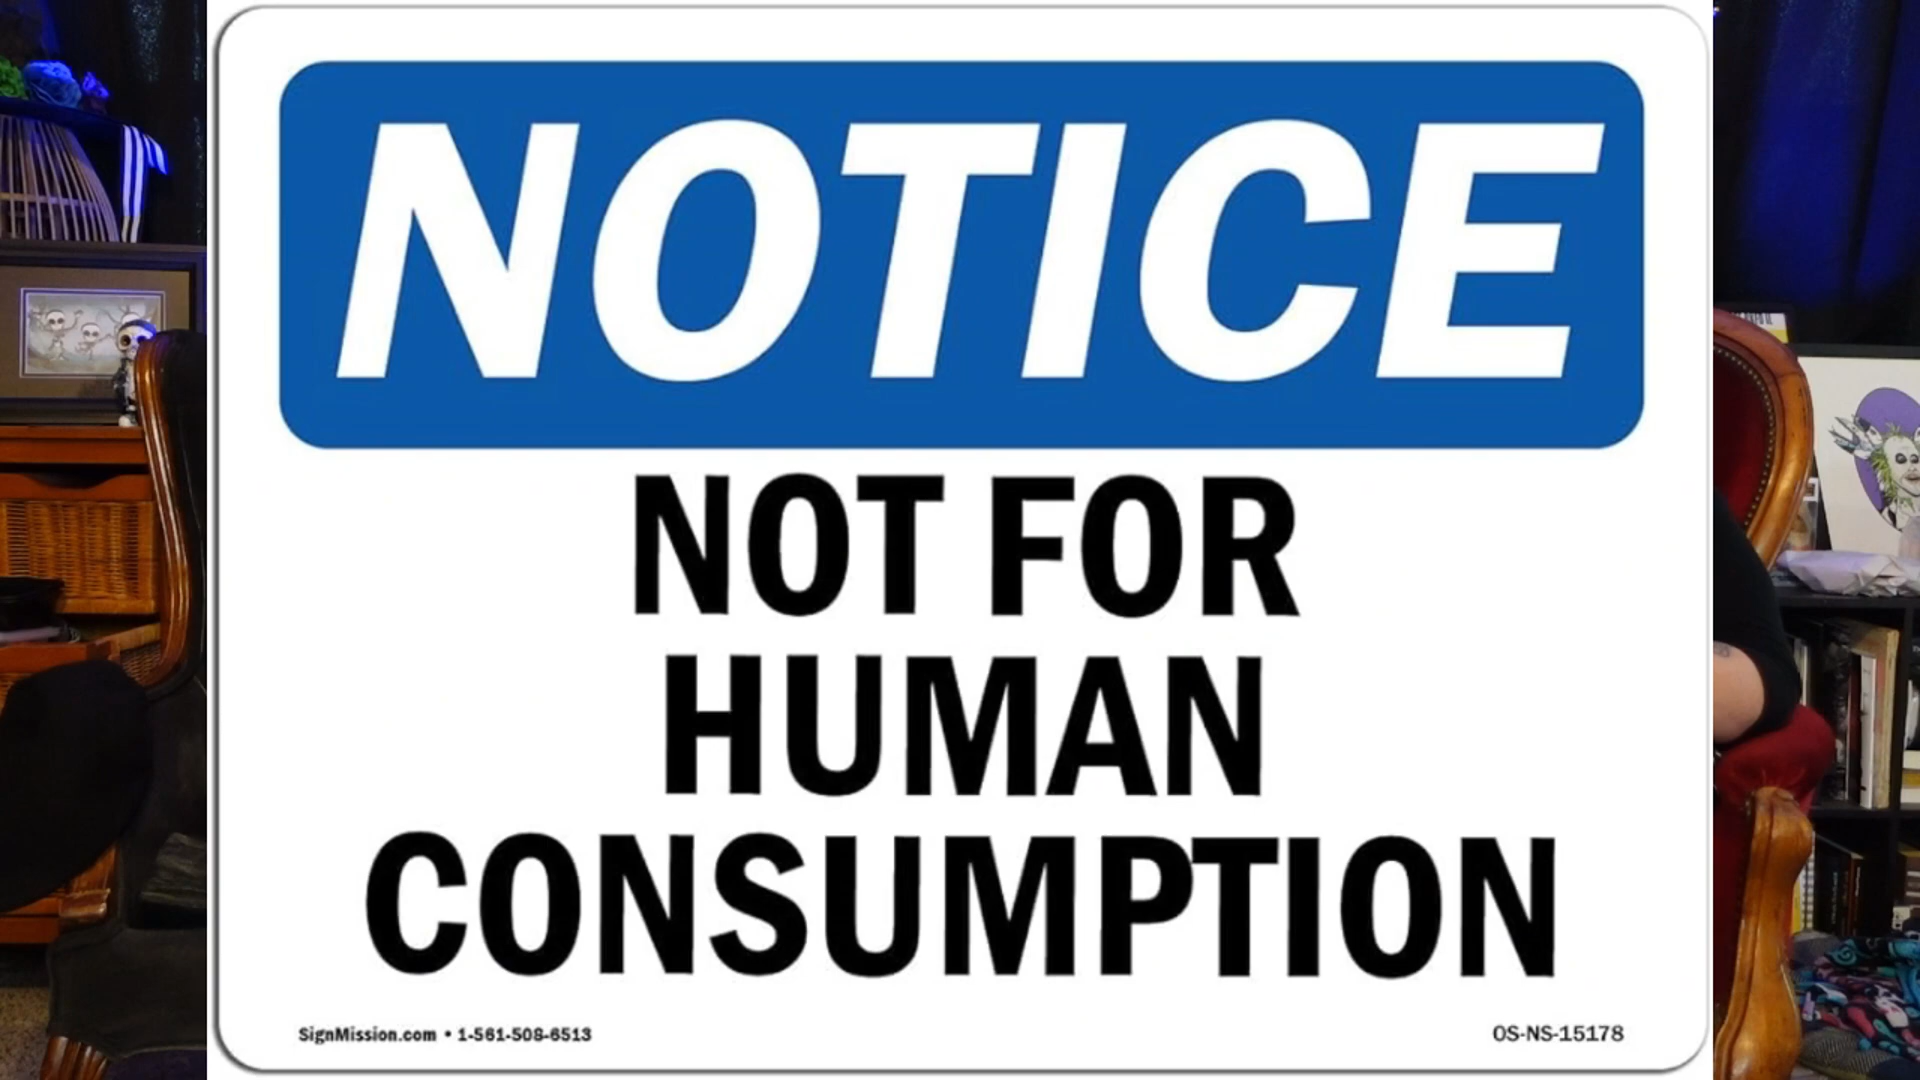 NOTICE
NOT FOR
HUMAN
CONSUMPTION
SignMission.com • 1-561-508-6513
OS-NS-15178